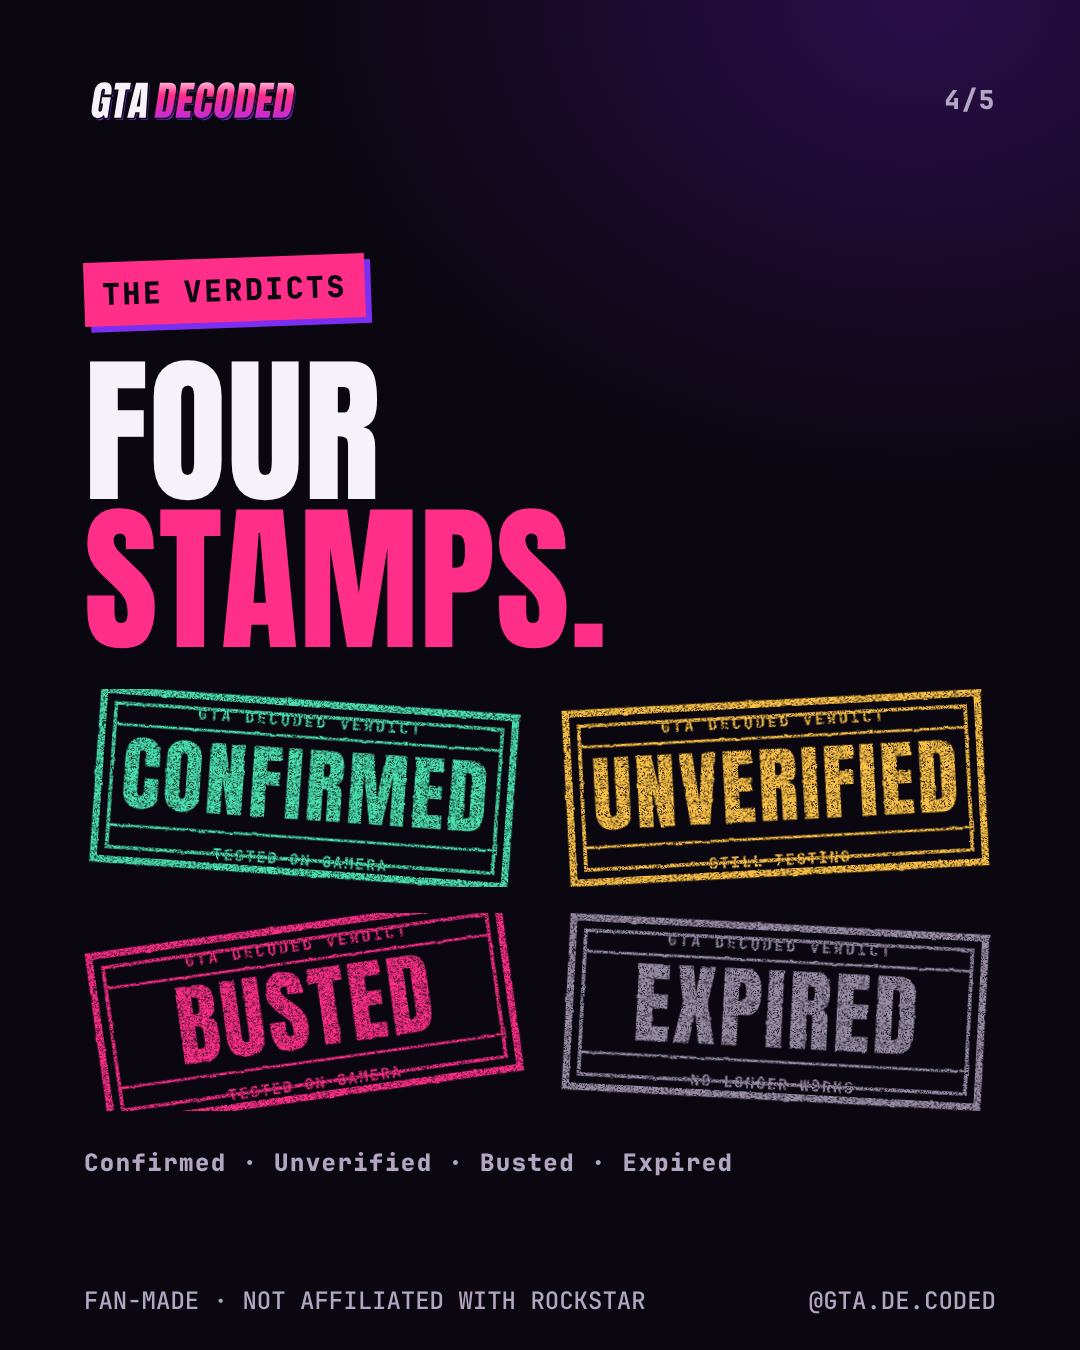 GTA DECODED
4/5
THE VERDICTS
FOUR
STAMPS.
GTA DECODED VERDICT
CONFIRMED
TESTED ON CAMERA
GTA DECODED VERDICT
UNVERIFIED
STILL TESTING
GTA DECODED VERDICT
BUSTED
TESTED ON CAMERA
GTA DECODED VERDICT
EXPIRED
NO LONGER WORKS
Confirmed · Unverified · Busted · Expired
FAN-MADE · NOT AFFILIATED WITH ROCKSTAR
@GTA.DE.CODED